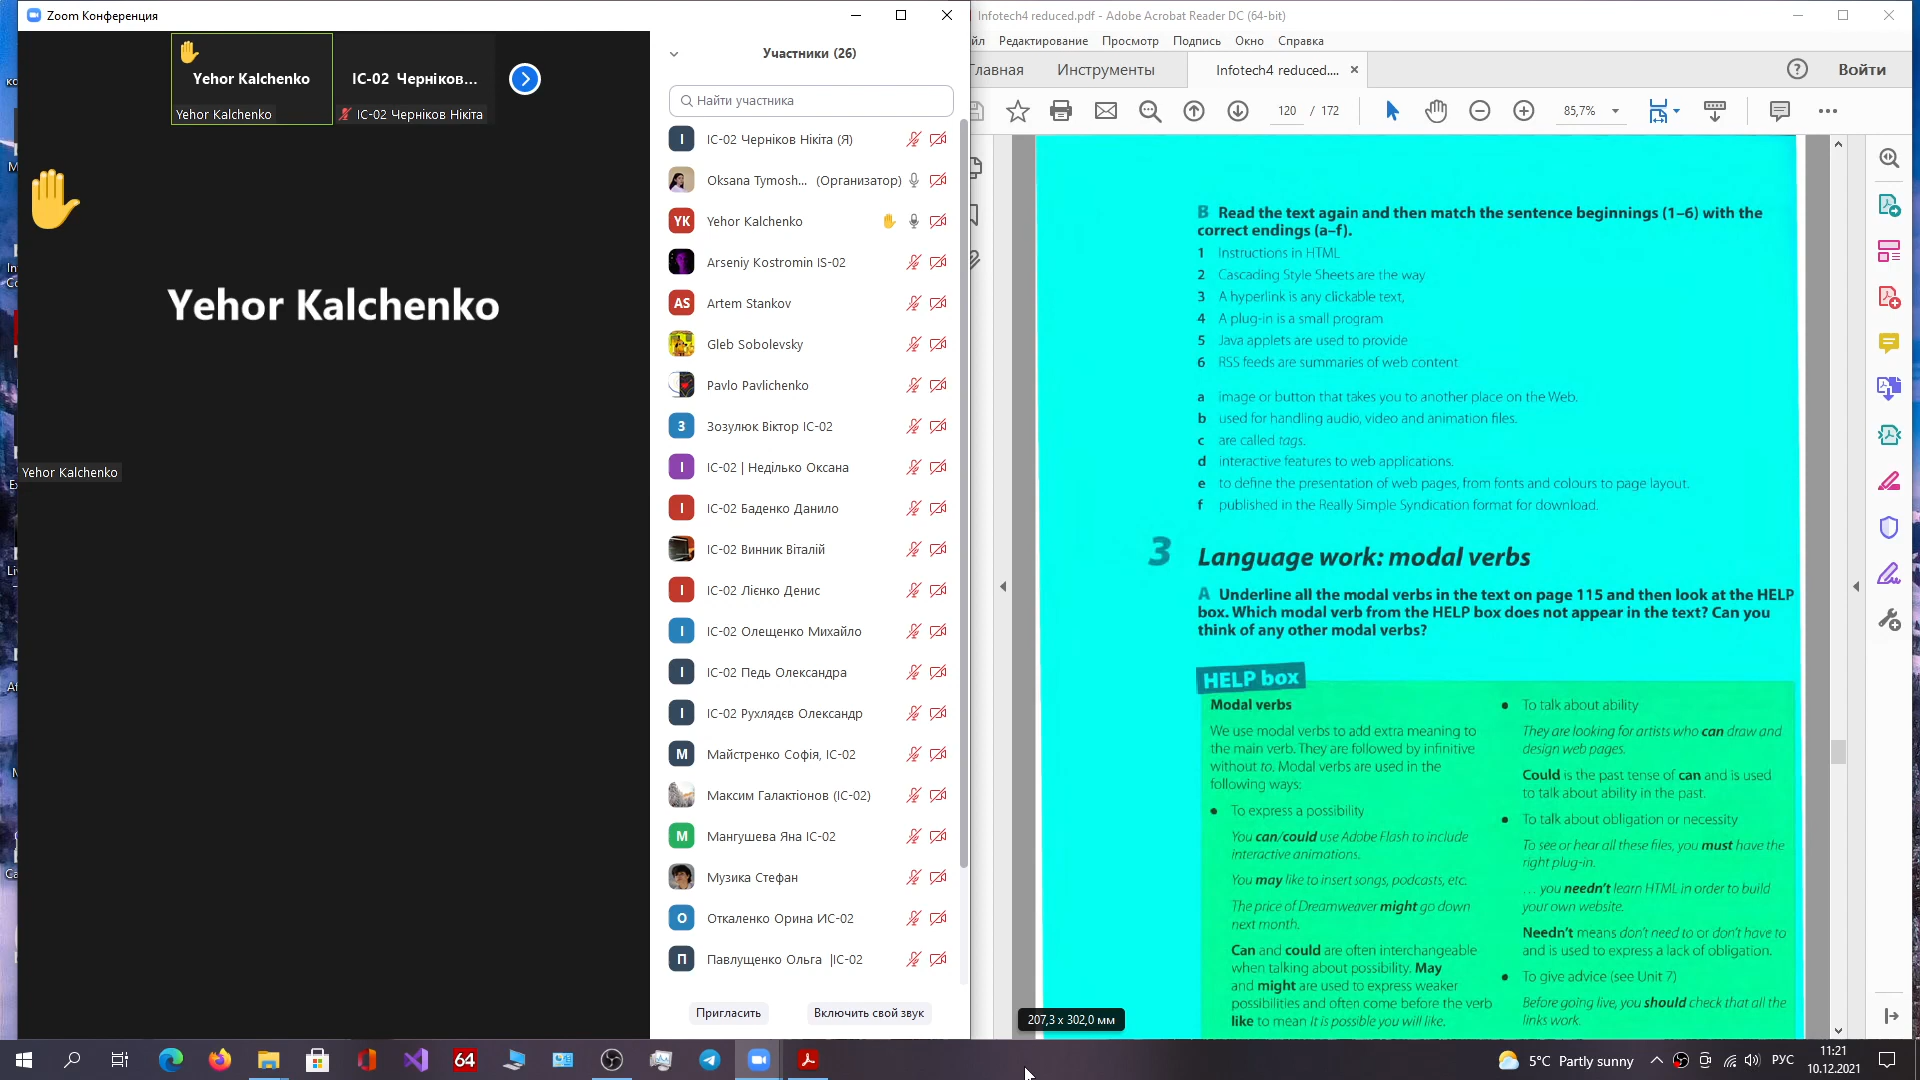 Zoom Конференция
Yehor Kalchenko
Yehor Kalchenko
ІС-02 Черніков...
ІС-02 Черніков Нікіта
Yehor Kalchenko
Yehor Kalchenko
Участники (26)
Найти участника
І
ІС-02 Черніков Нікіта (Я)
Oksana Tymosh... (Организатор)
YK
Yehor Kalchenko
Arseniy Kostromin IS-02
AS
Artem Stankov
Gleb Sobolevsky
Pavlo Pavlichenko
З
Зозулюк Віктор ІС-02
І
ІС-02 | Неділько Оксана
І
ІС-02 Баденко Данило
ІС-02 Винник Віталій
І
ІС-02 Лієнко Денис
І
ІС-02 Олещенко Михайло
І
ІС-02 Педь Олександра
І
ІС-02 Рухлядєв Олександр
М
Майстренко Софія, ІС-02
Максим Галактіонов (ІС-02)
М
Мангушева Яна ІС-02
Музика Стефан
О
Откаленко Орина ИС-02
П
Павлущенко Ольга |ІС-02
Пригласить
Включить свой звук
Infotech4 reduced.pdf - Adobe Acrobat Reader DC (64-bit)
Редактирование Просмотр Подпись Окно Справка
Инструменты
Infotech4 reduced....
Войти
120 / 172
85,7%
B Read the text again and then match the sentence beginnings (1–6) with the
correct endings (a–f).
1 Instructions in HTML
2 Cascading Style Sheets are the way
3 A hyperlink is any clickable text,
4 A plug-in is a small program
5 Java applets are used to provide
6 RSS feeds are summaries of web content
a image or button that takes you to another place on the Web.
b used for handling audio, video and animation files.
c are called tags.
d interactive features to web applications.
e to define the presentation of web pages, from fonts and colours to page layout.
f published in the Really Simple Syndication format for download.
3 Language work: modal verbs
A Underline all the modal verbs in the text on page 115 and then look at the HELP
box. Which modal verb from the HELP box does not appear in the text? Can you
think of any other modal verbs?
HELP box
Modal verbs
We use modal verbs to add extra meaning to
the main verb. They are followed by infinitive
without to. Modal verbs are used in the
following ways:
● To express a possibility
You can/could use Adobe Flash to include
interactive animations.
You may like to insert songs, podcasts, etc.
The price of Dreamweaver might go down
next month.
Can and could are often interchangeable
when talking about possibility. May
and might are used to express weaker
possibilities and often come before the verb
like to mean It is possible you will like.
● To talk about ability
They are looking for artists who can draw and
design web pages.
Could is the past tense of can and is used
to talk about ability in the past.
● To talk about obligation or necessity
To see or hear all these files, you must have the
right plug-in.
... you needn't learn HTML in order to build
your own website.
Needn't means don't need to or don't have to
and is used to express a lack of obligation.
● To give advice (see Unit 7)
Before going live, you should check that all the
links work.
207,3 x 302,0 мм
64
5°C Partly sunny
РУС
11:21
10.12.2021